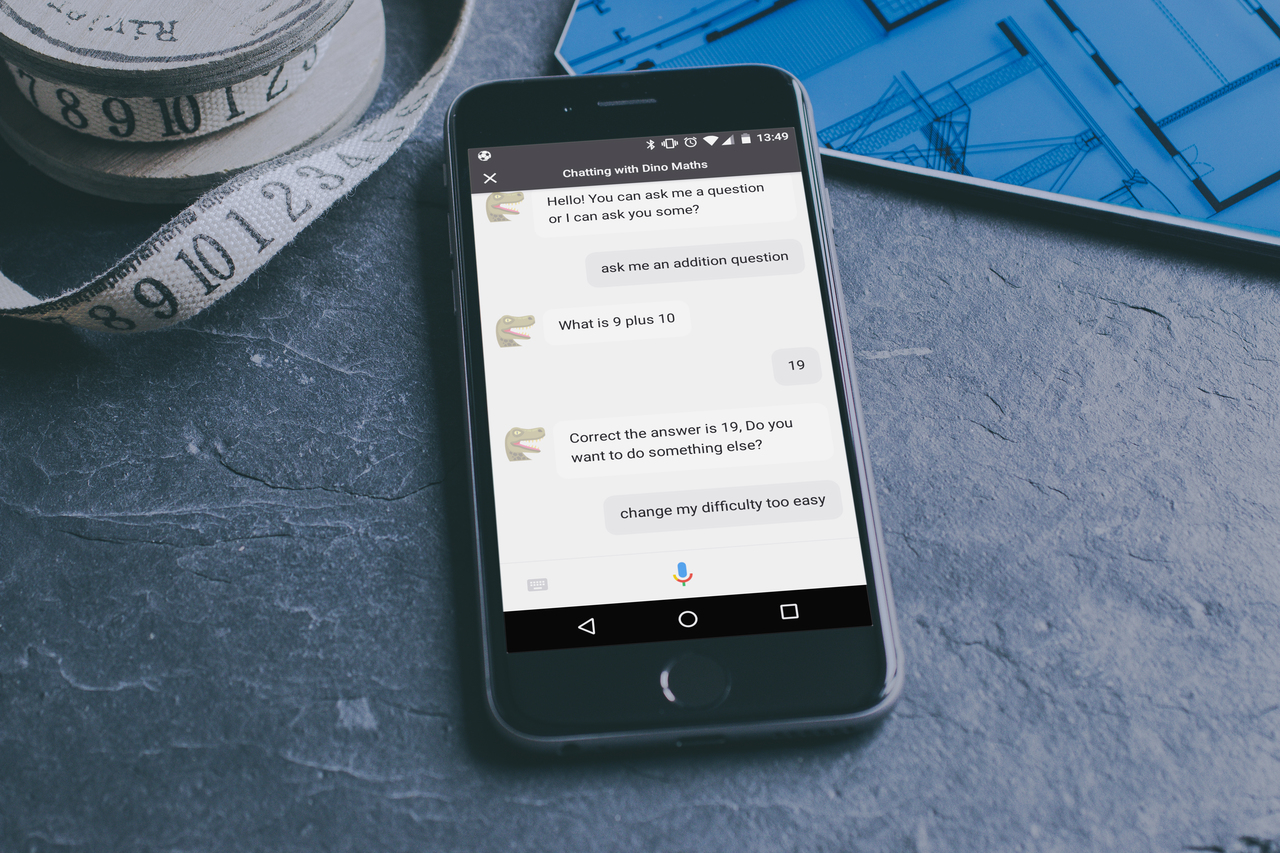 Rivier
7 8 9 10 1 2 3
8 9 10 1 2 3 4
13:49
Chatting with Dino Maths
Hello! You can ask me a question
or I can ask you some?
ask me an addition question
What is 9 plus 10
19
Correct the answer is 19, Do you
want to do something else?
change my difficulty too easy